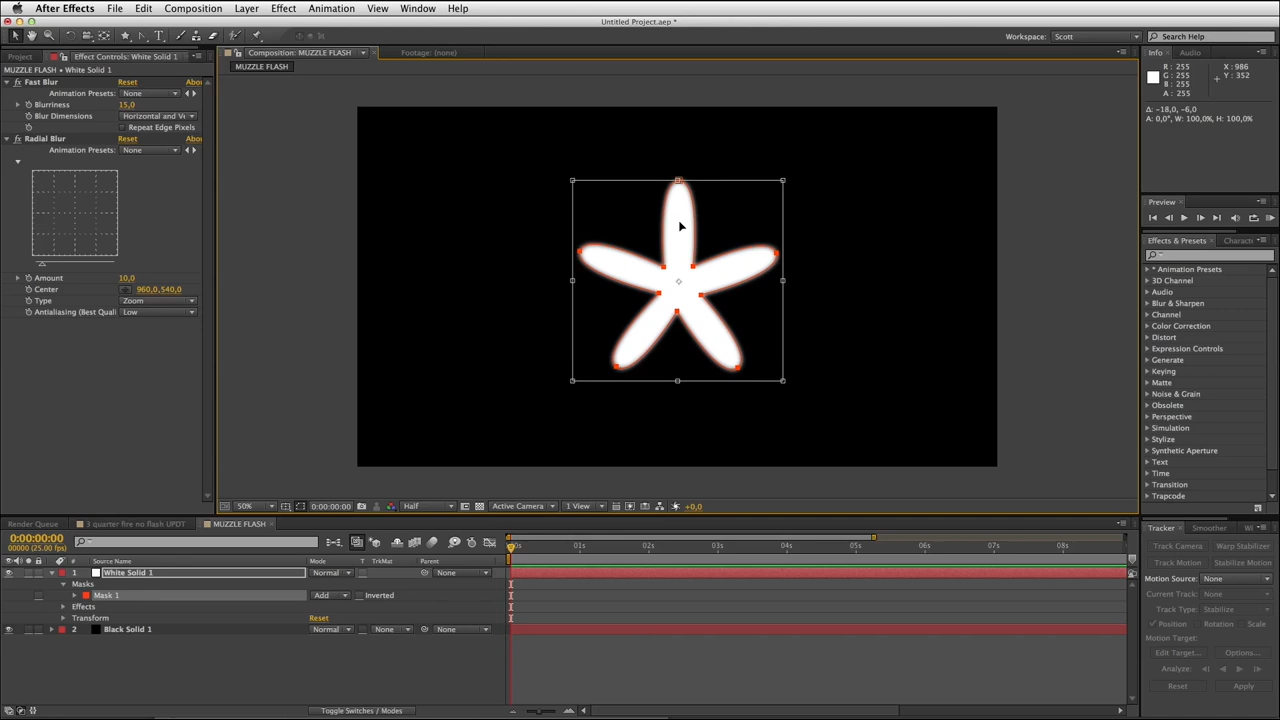 After Effects File Edit Composition Layer Effect Animation View Window Help
Untitled Project.aep *
Workspace: Scott Search Help
Project Effect Controls: White Solid 1
Composition: MUZZLE FLASH
Footage: (none)
Info Audio
MUZZLE FLASH • White Solid 1
MUZZLE FLASH
Fast Blur Reset Abou
Animation Presets: None
Blurriness 15,0
Blur Dimensions Horizontal and Ve
Repeat Edge Pixels
Radial Blur Reset Abou
Animation Presets: None
Amount 10,0
Center 960,0,540,0
Type Zoom
Antialiasing (Best Quali Low
R: 255 X: 986
G: 255 Y: 352
B: 255
A: 255
Δ: -18,0, -6,0
A: 0,0°, W: 100,0%, H: 100,0%
Preview
Effects & Presets Charact
* Animation Presets
3D Channel
Audio
Blur & Sharpen
Channel
Color Correction
Distort
Expression Controls
Generate
Keying
Matte
Noise & Grain
Obsolete
Perspective
Simulation
Stylize
Synthetic Aperture
Text
Time
Transition
Trapcode
50% 0:00:00:00 Half Active Camera 1 View +0,0
Render Queue 3 quarter fire no flash UPDT MUZZLE FLASH
0:00:00:00
00000 (25.00 fps)
# Source Name Mode T TrkMat Parent
0s 01s 02s 03s 04s 05s 06s 07s 08s
1 White Solid 1 Normal None
Masks
Mask 1 Add Inverted
Effects
Transform Reset
2 Black Solid 1 Normal None None
Toggle Switches / Modes
Tracker Smoother Wi
Track Camera Warp Stabilizer
Track Motion Stabilize Motion
Motion Source: None
Current Track: None
Track Type: Stabilize
Position Rotation Scale
Motion Target:
Edit Target... Options...
Analyze:
Reset Apply